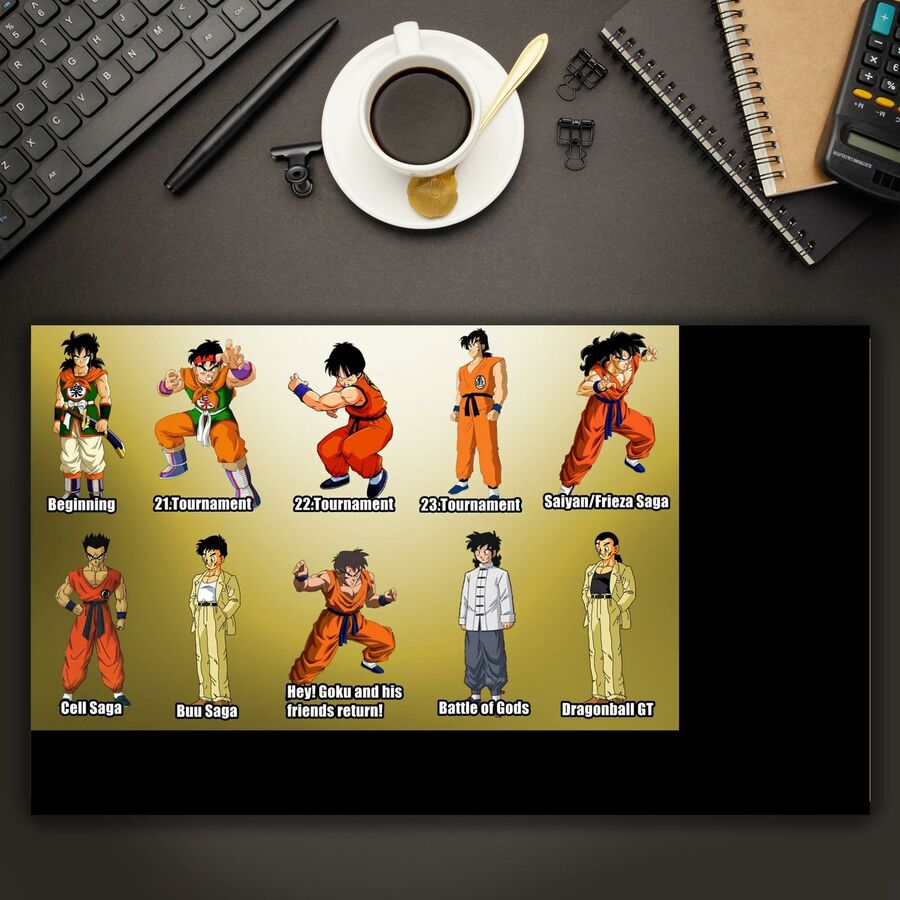 Beginning
21.Tournament
22.Tournament
23.Tournament
Saiyan/Frieza Saga
Cell Saga
Buu Saga
Hey! Goku and his
friends return!
Battle of Gods
Dragonball GT